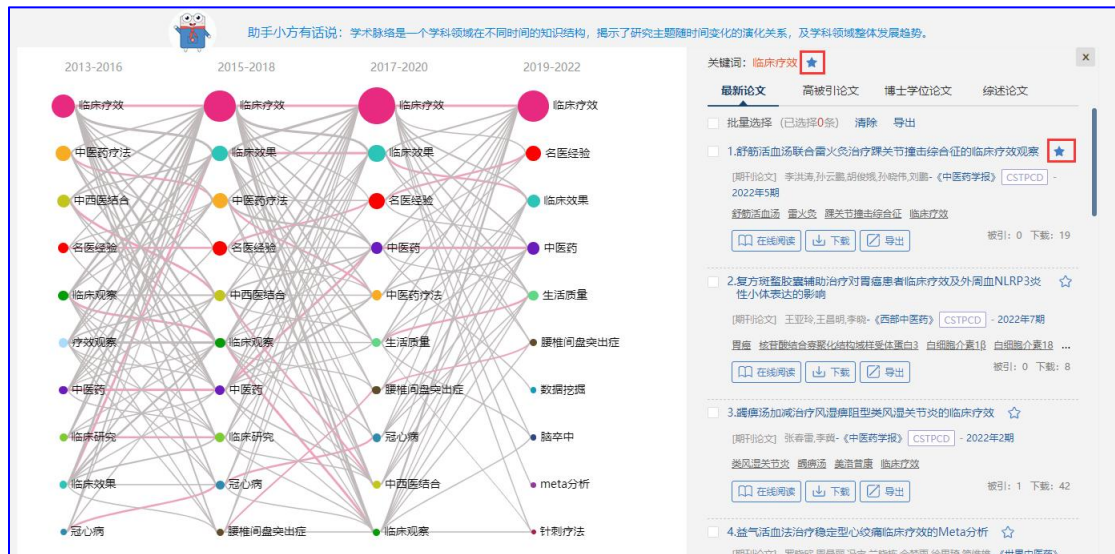 助手小方有话说：学术脉络是一个学科领域在不同时间的知识结构，揭示了研究主题随时间变化的演化关系，及学科领域整体发展趋势。
2013-2016
2015-2018
2017-2020
2019-2022
临床疗效
临床疗效
临床疗效
临床疗效
中医药疗法
临床效果
临床效果
名医经验
中西医结合
中医药疗法
名医经验
临床效果
名医经验
名医经验
中医药
中医药
临床观察
中西医结合
中医药疗法
生活质量
疗效观察
临床观察
生活质量
腰椎间盘突出症
中医药
中医药
腰椎间盘突出症
数据挖掘
临床研究
临床研究
冠心病
脑卒中
临床效果
冠心病
中西医结合
meta分析
冠心病
腰椎间盘突出症
临床观察
针刺疗法
关键词：临床疗效
x
最新论文 高被引论文 博士学位论文 综述论文
批量选择 (已选择0条) 清除 导出
1.舒筋活血汤联合雷火灸治疗踝关节撞击综合征的临床疗效观察
[期刊论文] 李洪涛,孙云鹏,胡俊娥,孙晓伟,刘鹏-《中医药学报》 CSTPCD -
2022年5期
舒筋活血汤 雷火灸 踝关节撞击综合征 临床疗效
在线阅读 下载 导出 被引：0 下载：19
2.复方斑蝥胶囊辅助治疗对胃癌患者临床疗效及外周血NLRP3炎
性小体表达的影响
[期刊论文] 王亚玲,王昌明,李晓-《西部中医药》 CSTPCD - 2022年7期
胃癌 核苷酸结合寡聚化结构域样受体蛋白3 白细胞介素1β 白细胞介素18 ...
在线阅读 下载 导出 被引：0 下载：8
3.蠲痹汤加减治疗风湿痹阻型类风湿关节炎的临床疗效
[期刊论文] 张春雷,李冀-《中医药学报》 CSTPCD - 2022年2期
类风湿关节炎 蠲痹汤 美洛昔康 临床疗效
在线阅读 下载 导出 被引：1 下载：42
4.益气活血法治疗稳定型心绞痛临床疗效的Meta分析